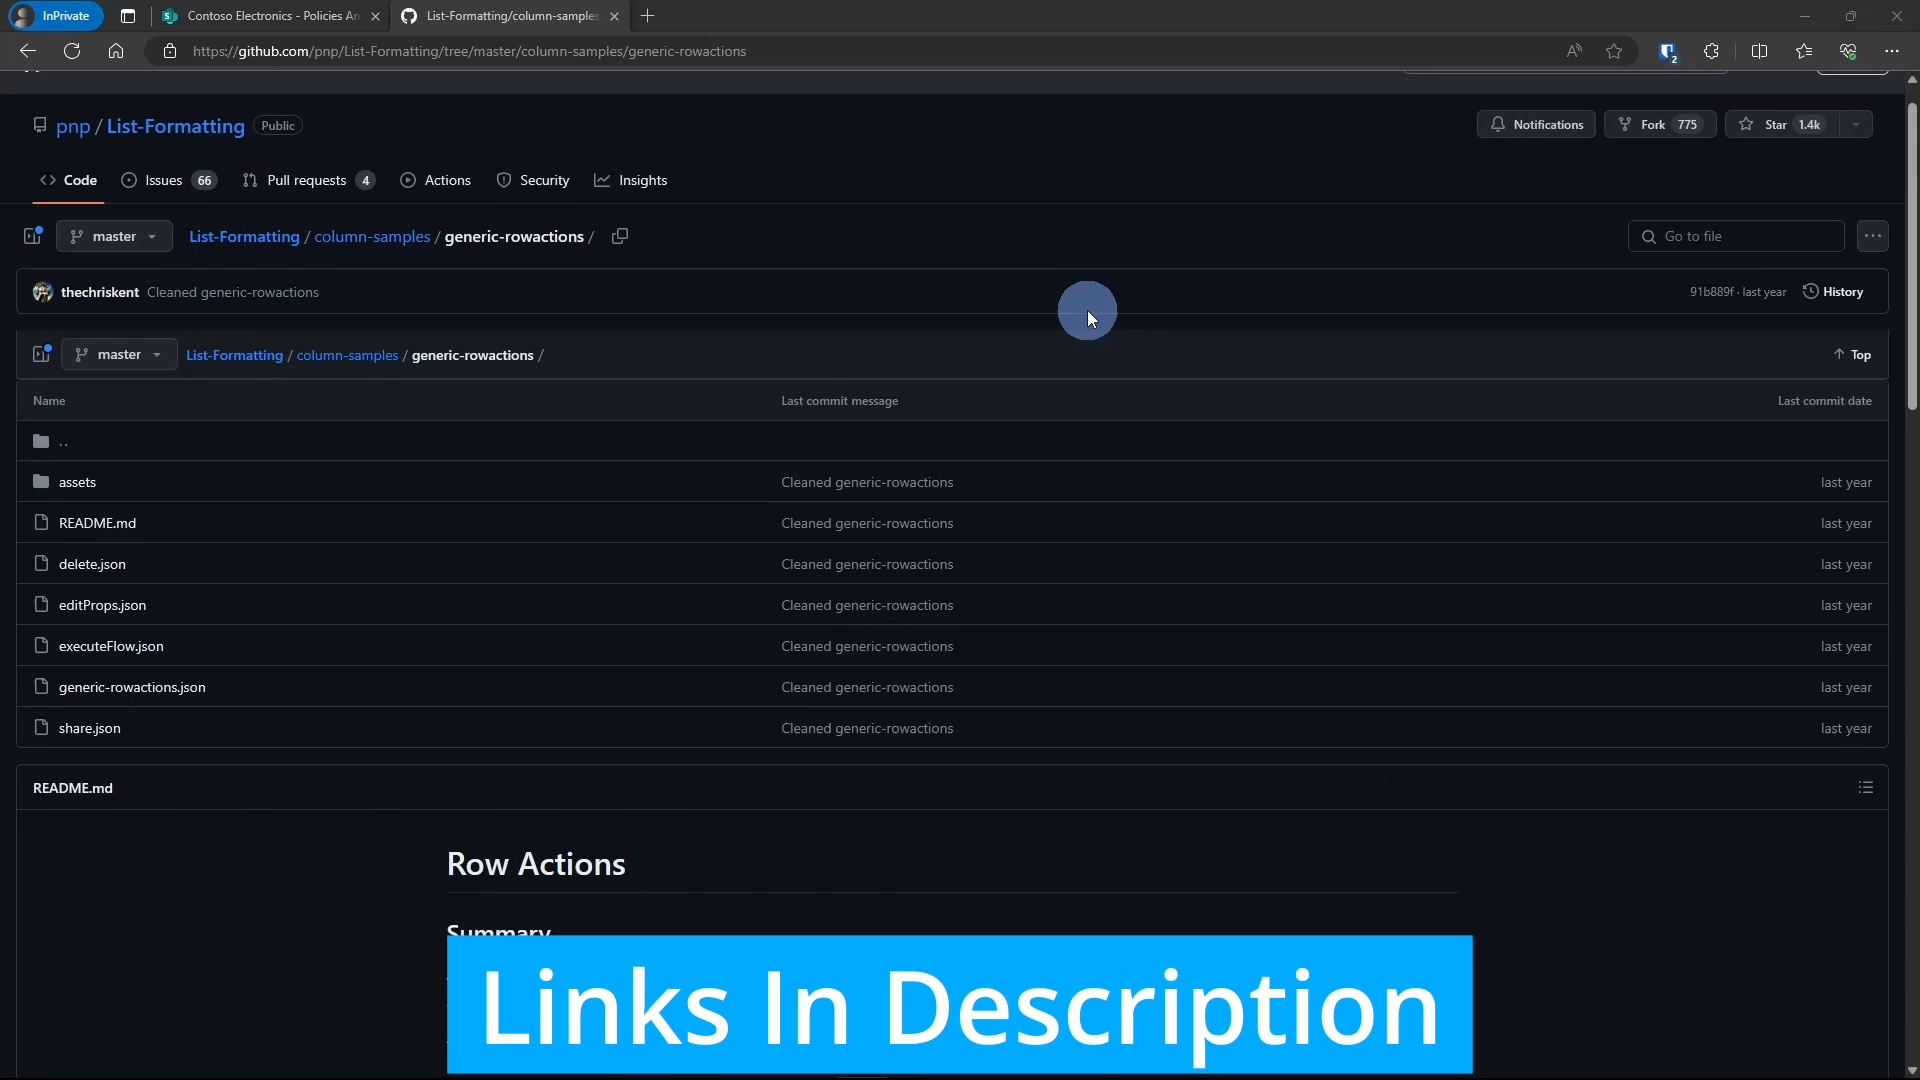 InPrivate
Contoso Electronics - Policies An
List-Formatting/column-samples
https://github.com/pnp/List-Formatting/tree/master/column-samples/generic-rowactions
2
pnp / List-Formatting Public
Notifications
Fork 775
Star 1.4k
Code
Issues 66
Pull requests 4
Actions
Security
Insights
master
List-Formatting / column-samples / generic-rowactions /
Go to file
thechriskent Cleaned generic-rowactions
91b889f · last year
History
master
List-Formatting / column-samples / generic-rowactions /
Top
Name Last commit message Last commit date
..
assets Cleaned generic-rowactions last year
README.md Cleaned generic-rowactions last year
delete.json Cleaned generic-rowactions last year
editProps.json Cleaned generic-rowactions last year
executeFlow.json Cleaned generic-rowactions last year
generic-rowactions.json Cleaned generic-rowactions last year
share.json Cleaned generic-rowactions last year
README.md
Row Actions
Summary
Links In Description